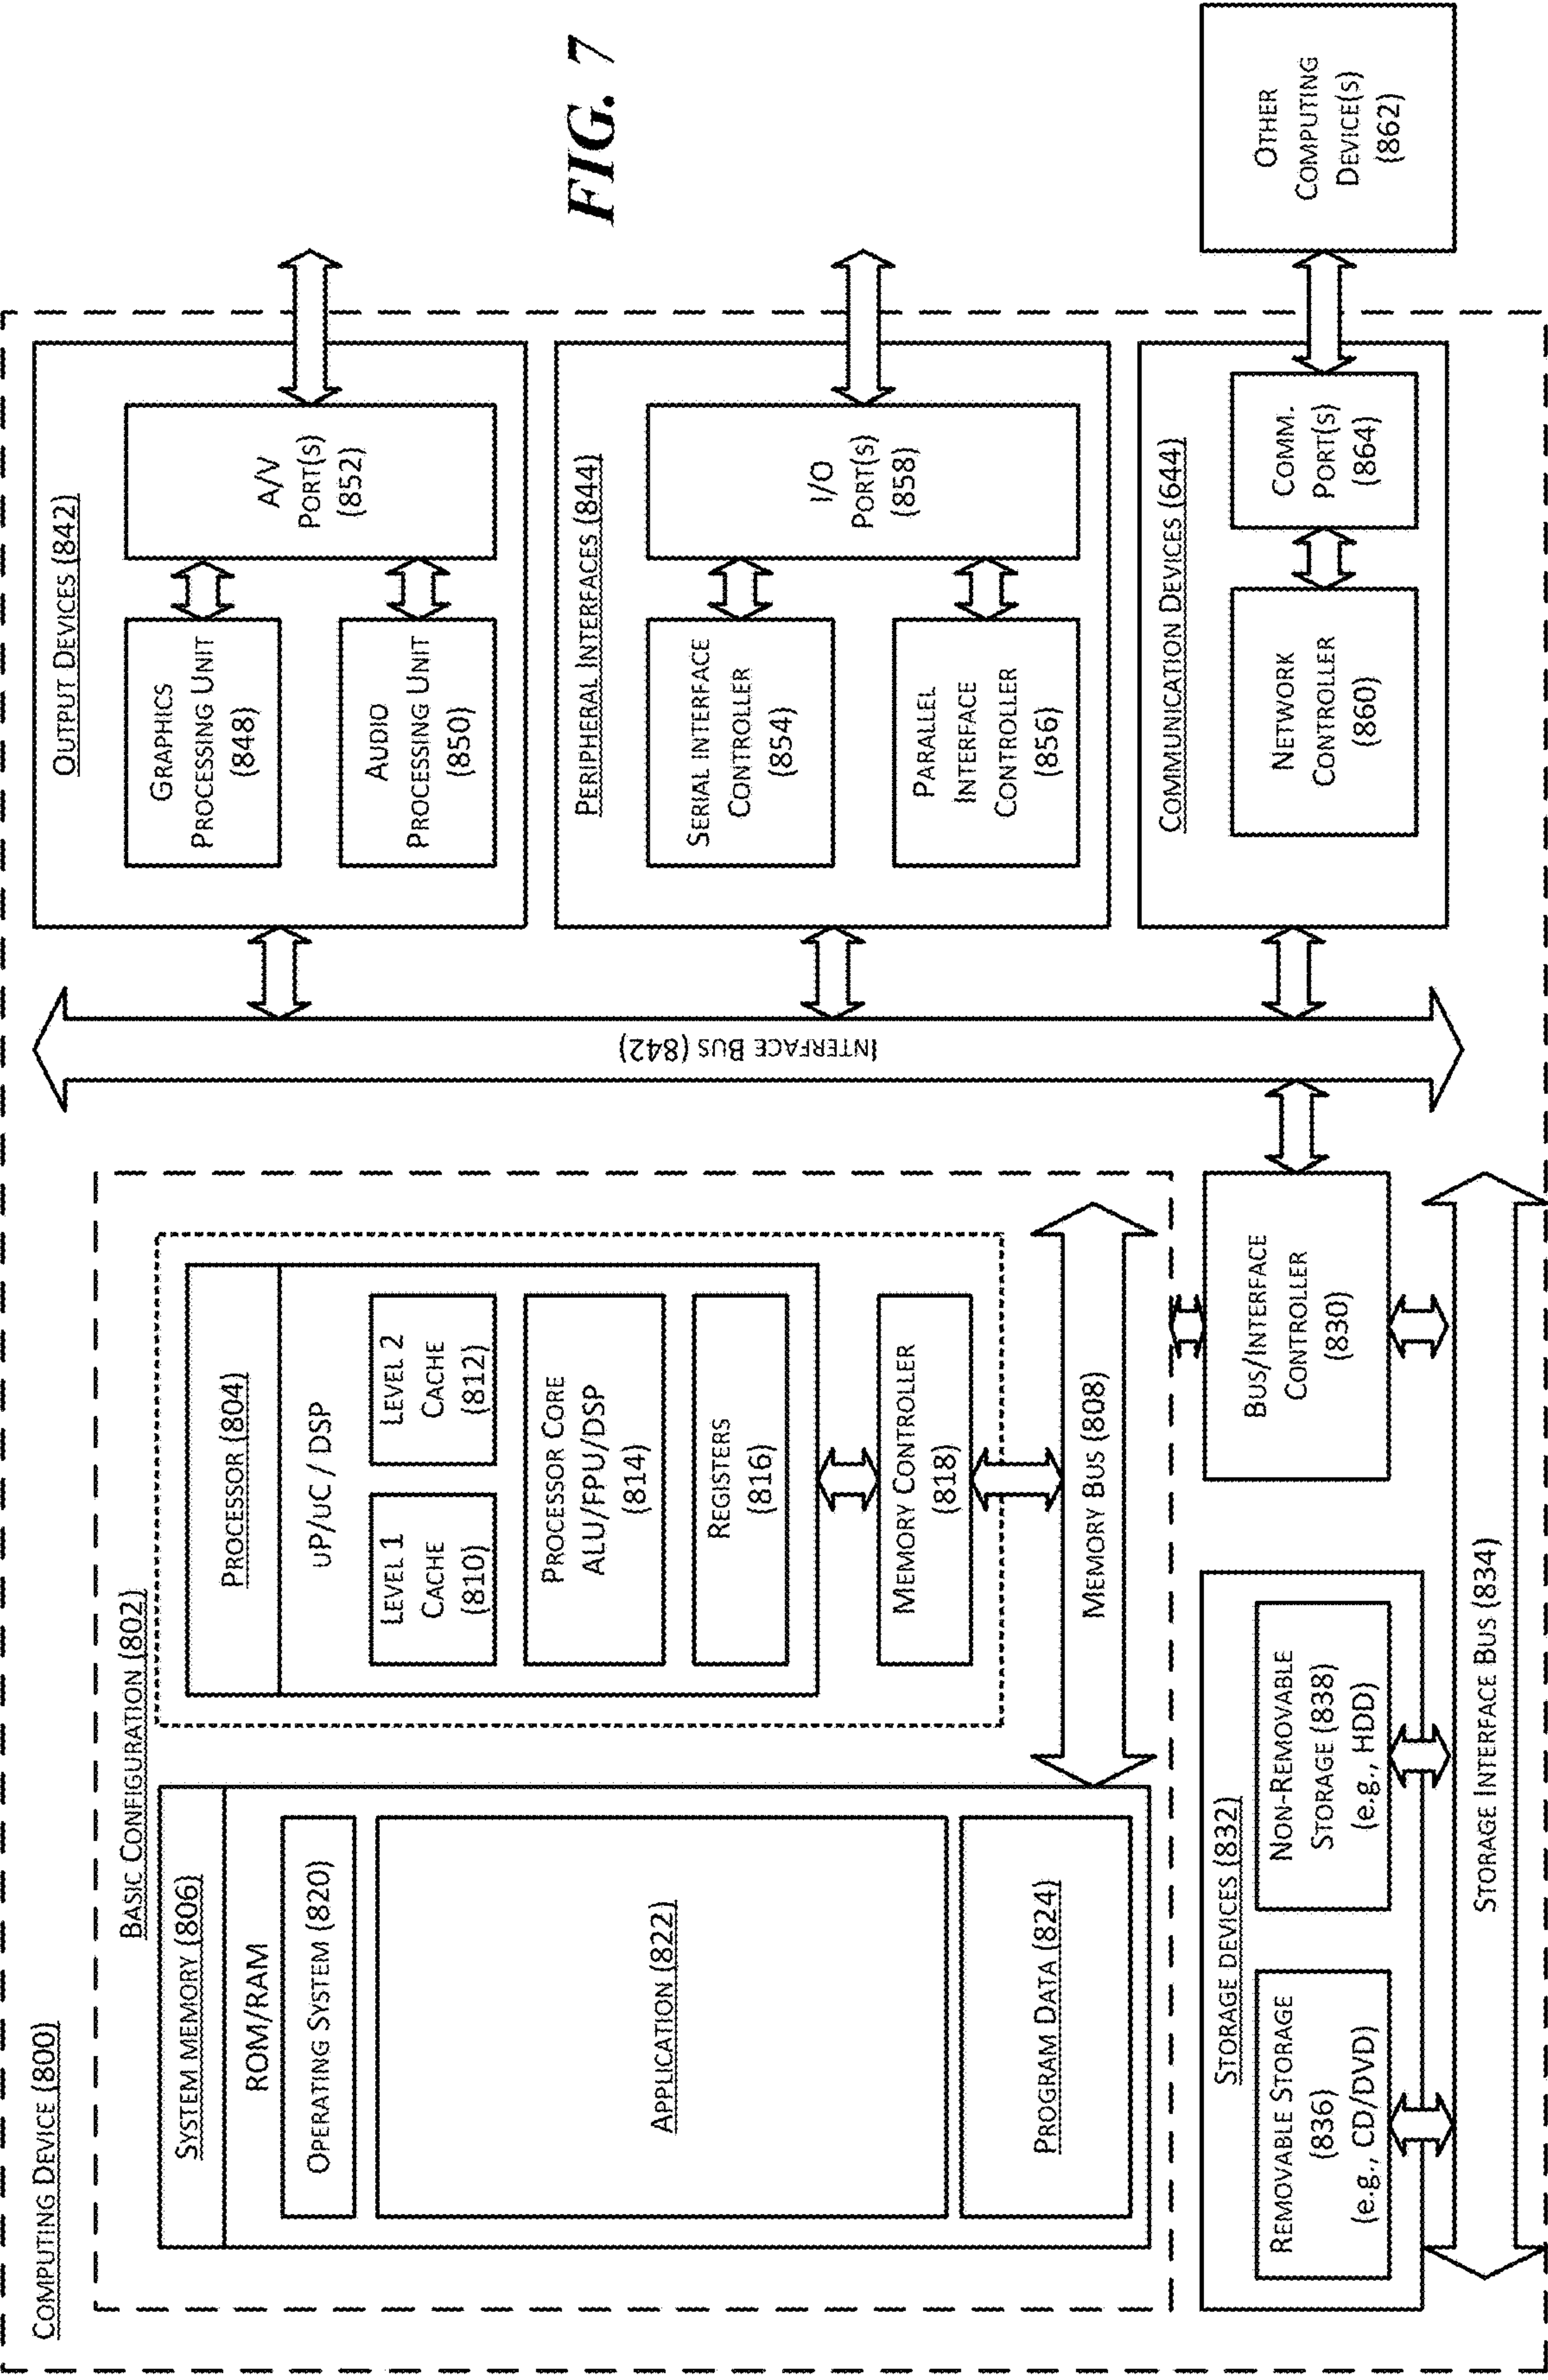 COMPUTING DEVICE (800)
BASIC CONFIGURATION (802)
SYSTEM MEMORY (806)
ROM/RAM
OPERATING SYSTEM (820)
APPLICATION (822)
PROGRAM DATA (824)
PROCESSOR (804)
UP/UC / DSP
LEVEL 1
CACHE
(810)
LEVEL 2
CACHE
(812)
PROCESSOR CORE
ALU/FPU/DSP
(814)
REGISTERS
(816)
MEMORY CONTROLLER
(818)
MEMORY BUS (808)
STORAGE DEVICES (832)
REMOVABLE STORAGE
(836)
(e.g., CD/DVD)
NON-REMOVABLE
STORAGE (838)
(e.g., HDD)
BUS/INTERFACE
CONTROLLER
(830)
STORAGE INTERFACE BUS (834)
INTERFACE BUS (842)
OUTPUT DEVICES (842)
GRAPHICS
PROCESSING UNIT
(848)
AUDIO
PROCESSING UNIT
(850)
A/V
PORT(S)
(852)
PERIPHERAL INTERFACES (844)
SERIAL INTERFACE
CONTROLLER
(854)
PARALLEL
INTERFACE
CONTROLLER
(856)
I/O
PORT(S)
(858)
COMMUNICATION DEVICES (644)
NETWORK
CONTROLLER
(860)
COMM.
PORT(S)
(864)
OTHER
COMPUTING
DEVICE(S)
(862)
FIG. 7